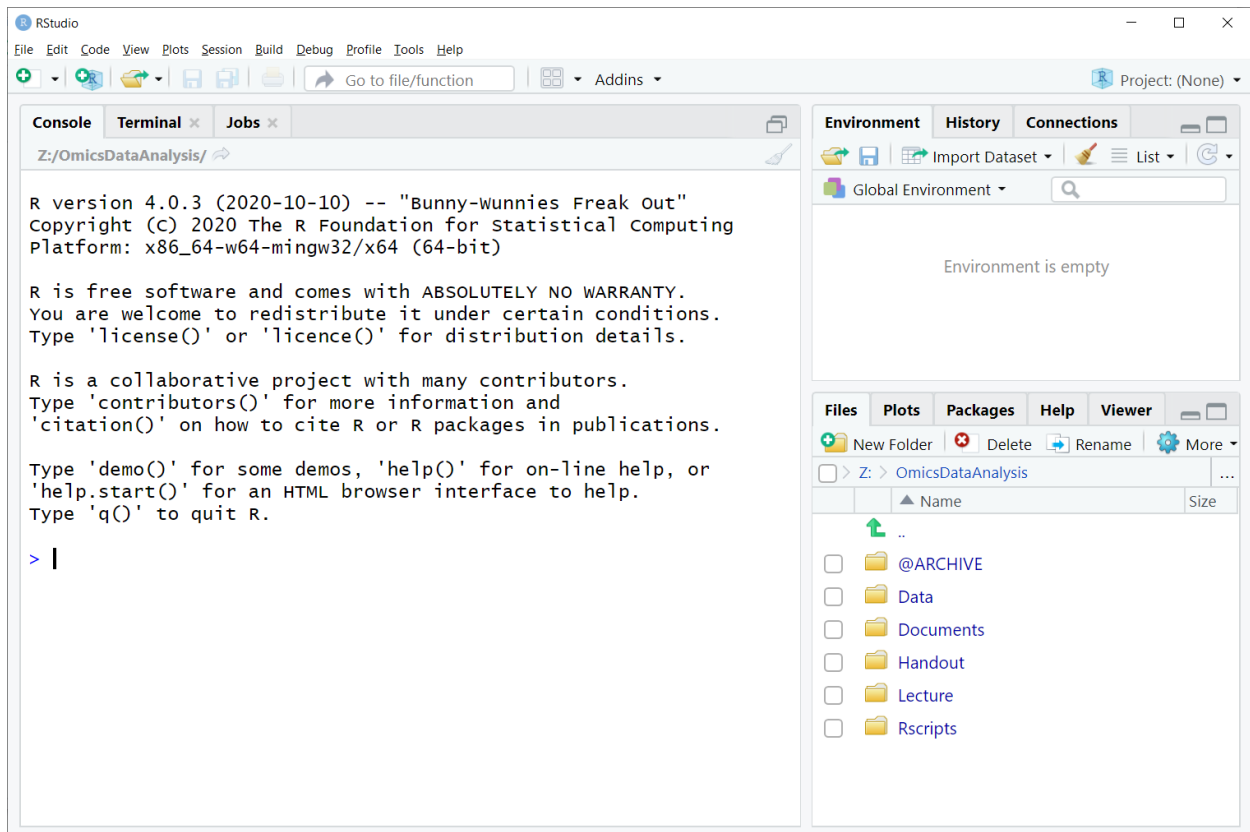 RStudio
File Edit Code View Plots Session Build Debug Profile Tools Help
Go to file/function Addins Project: (None)
Console Terminal Jobs
Z:/OmicsDataAnalysis/
R version 4.0.3 (2020-10-10) -- "Bunny-Wunnies Freak Out"
Copyright (C) 2020 The R Foundation for Statistical Computing
Platform: x86_64-w64-mingw32/x64 (64-bit)
R is free software and comes with ABSOLUTELY NO WARRANTY.
You are welcome to redistribute it under certain conditions.
Type 'license()' or 'licence()' for distribution details.
R is a collaborative project with many contributors.
Type 'contributors()' for more information and
'citation()' on how to cite R or R packages in publications.
Type 'demo()' for some demos, 'help()' for on-line help, or
'help.start()' for an HTML browser interface to help.
Type 'q()' to quit R.
>
Environment History Connections
Import Dataset List
Global Environment
Environment is empty
Files Plots Packages Help Viewer
New Folder Delete Rename More
Z: > OmicsDataAnalysis ...
Name Size
..
@ARCHIVE
Data
Documents
Handout
Lecture
Rscripts